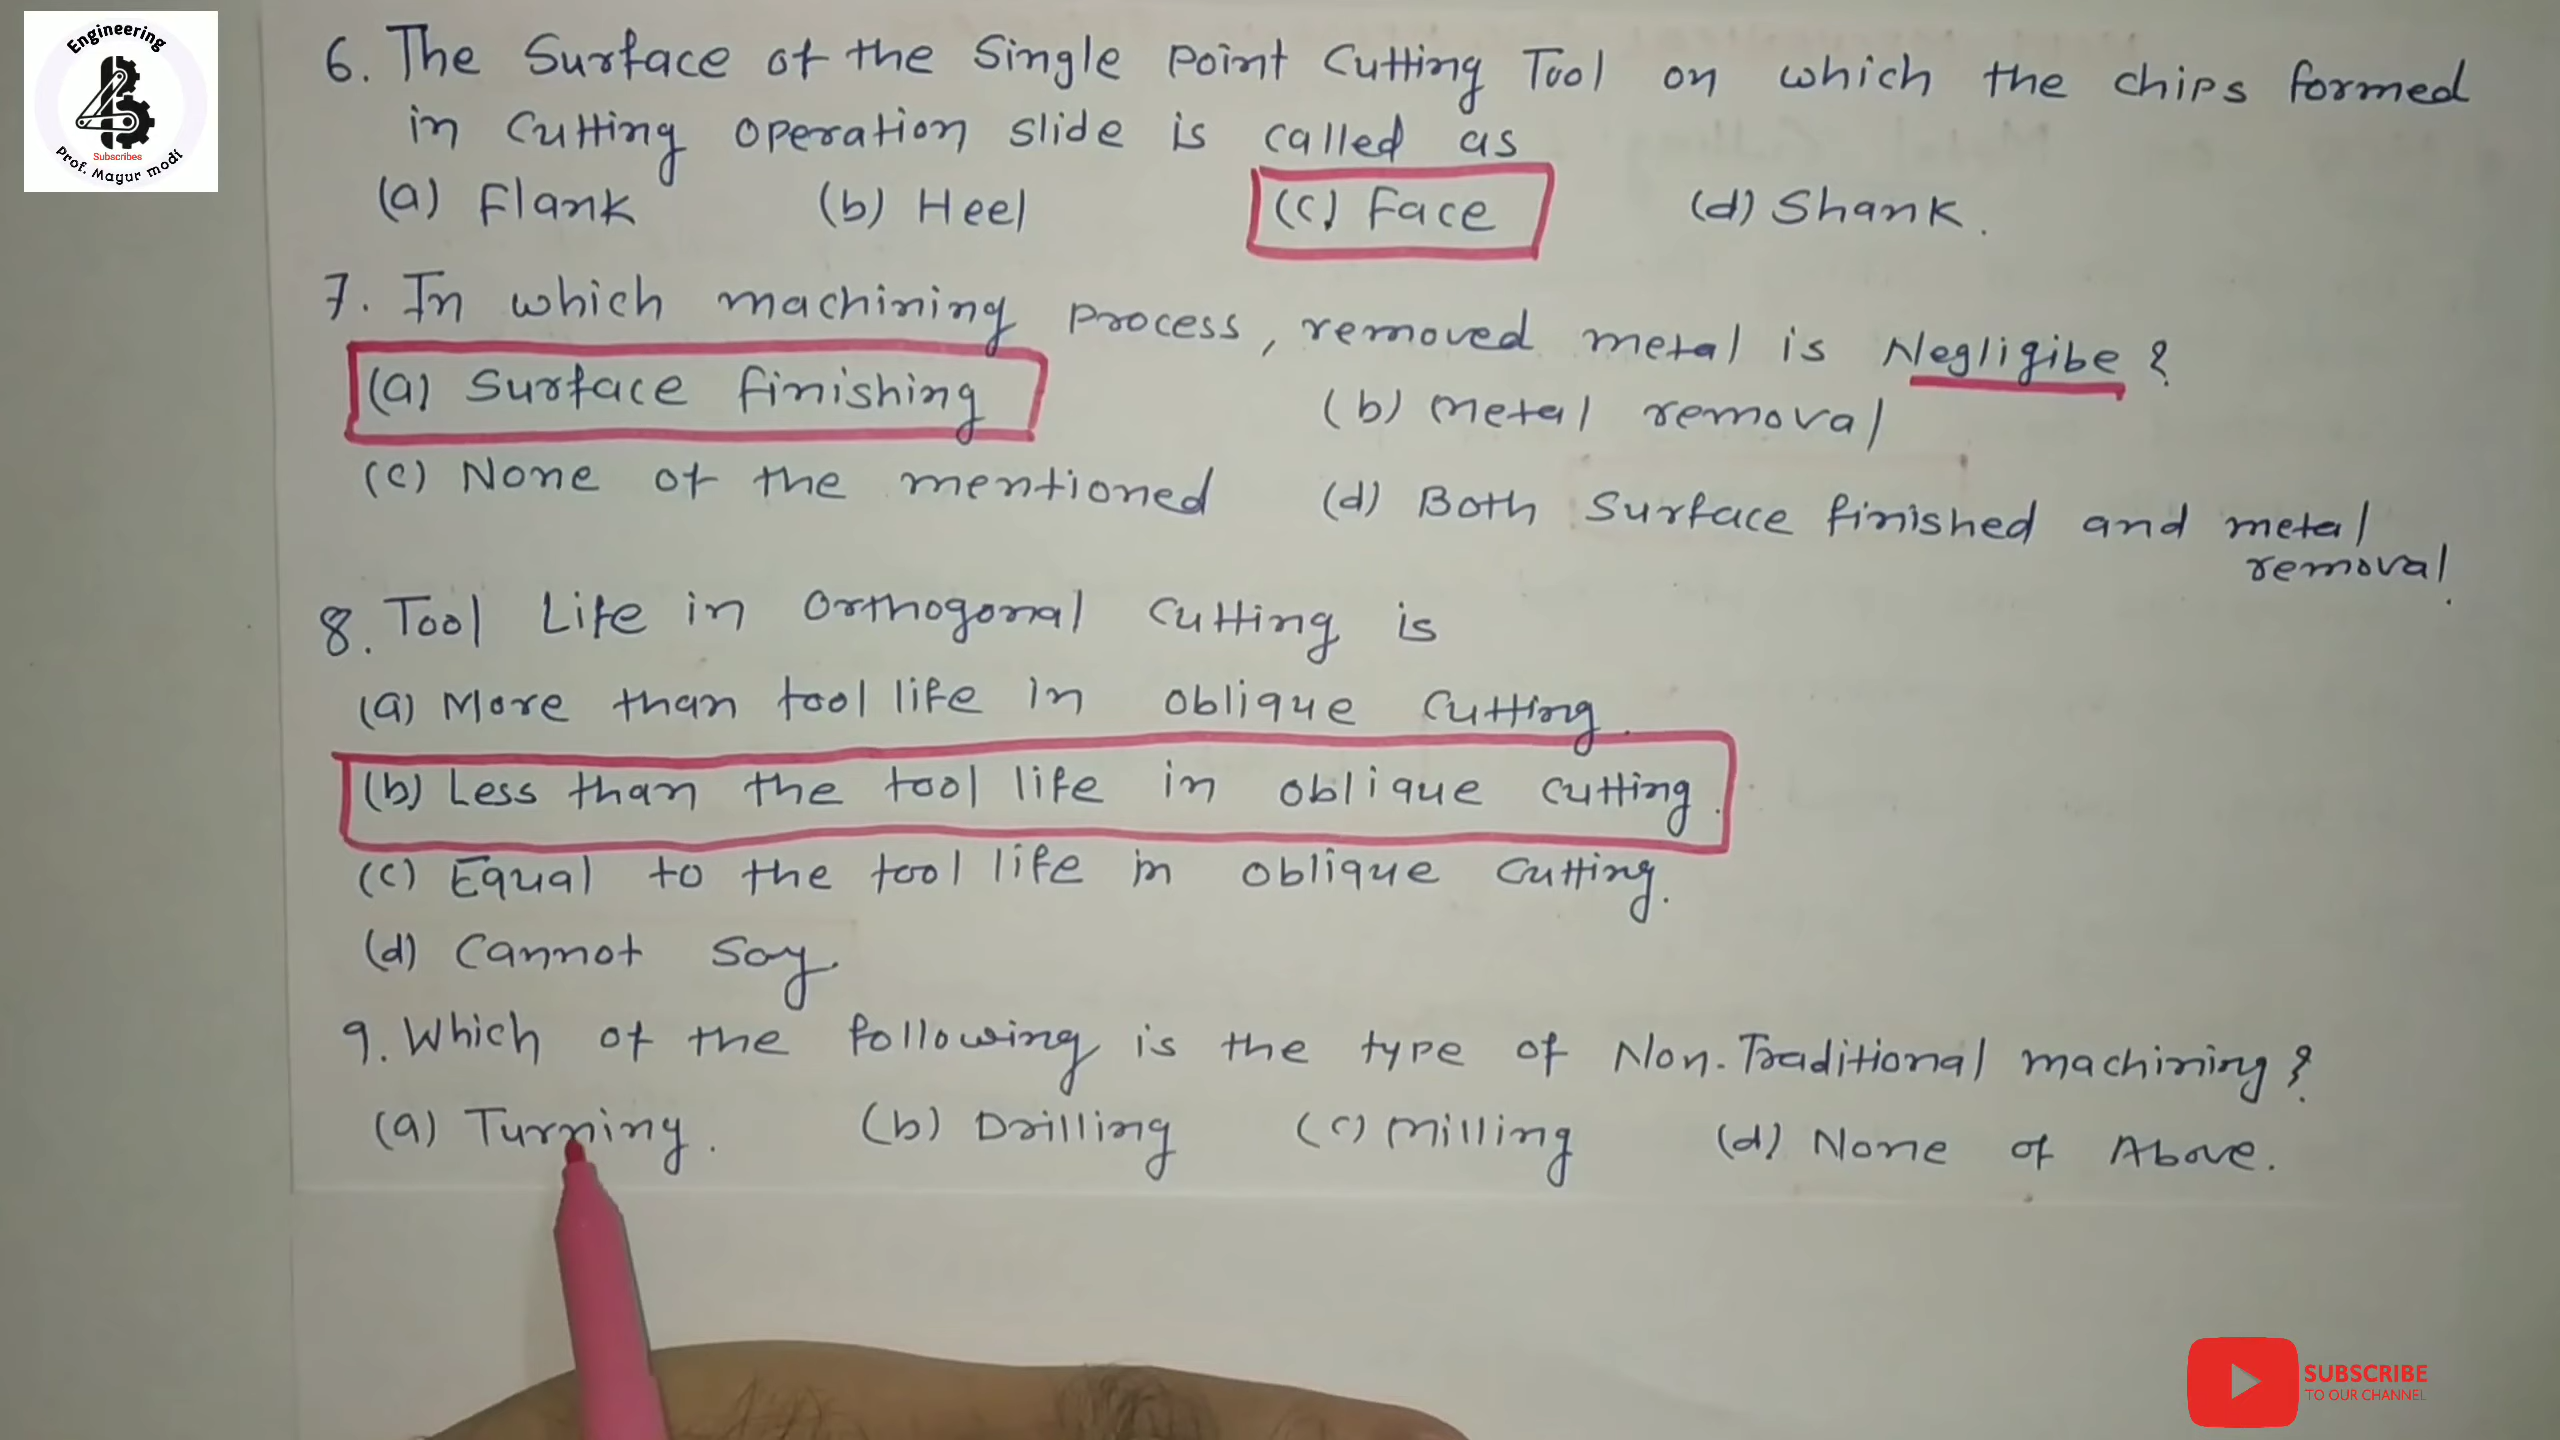 Engineering
Subscribes
Prof. Mayur modi
6. The Surface of the Single Point Cutting Tool on which the chips formed
in Cutting operation slide is called as
(a) Flank (b) Heel (c) Face (d) Shank.
7. In which machining process, removed metal is Negligibe?
(a) Surface finishing (b) Metal removal
(c) None of the mentioned (d) Both Surface finished and metal
removal.
8. Tool Life in Orthogonal Cutting is
(a) More than tool life in oblique Cutting.
(b) Less than the tool life in oblique cutting.
(c) Equal to the tool life in oblique Cutting.
(d) Cannot say.
9. Which of the following is the type of Non-Traditional machining?
(a) Turning. (b) Drilling (c) Milling (d) None of Above.
SUBSCRIBE
TO OUR CHANNEL